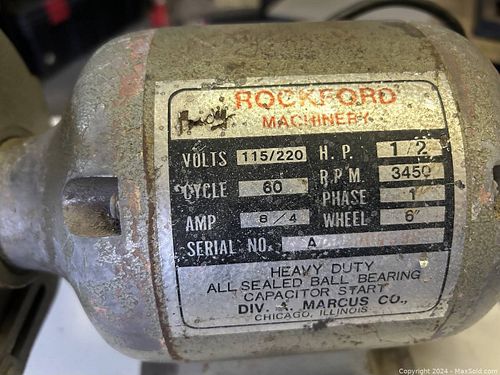 ROCKFORD
MACHINERY
VOLTS 115/220 H. P. 1/2
CYCLE 60 R P M 3450
PHASE 1
AMP 8/4 WHEEL 6"
SERIAL NO. A
HEAVY DUTY
ALL SEALED BALL BEARING
CAPACITOR START
DIV. MARCUS CO.,
CHICAGO, ILLINOIS
Copyright 2024 - MaxSold.com